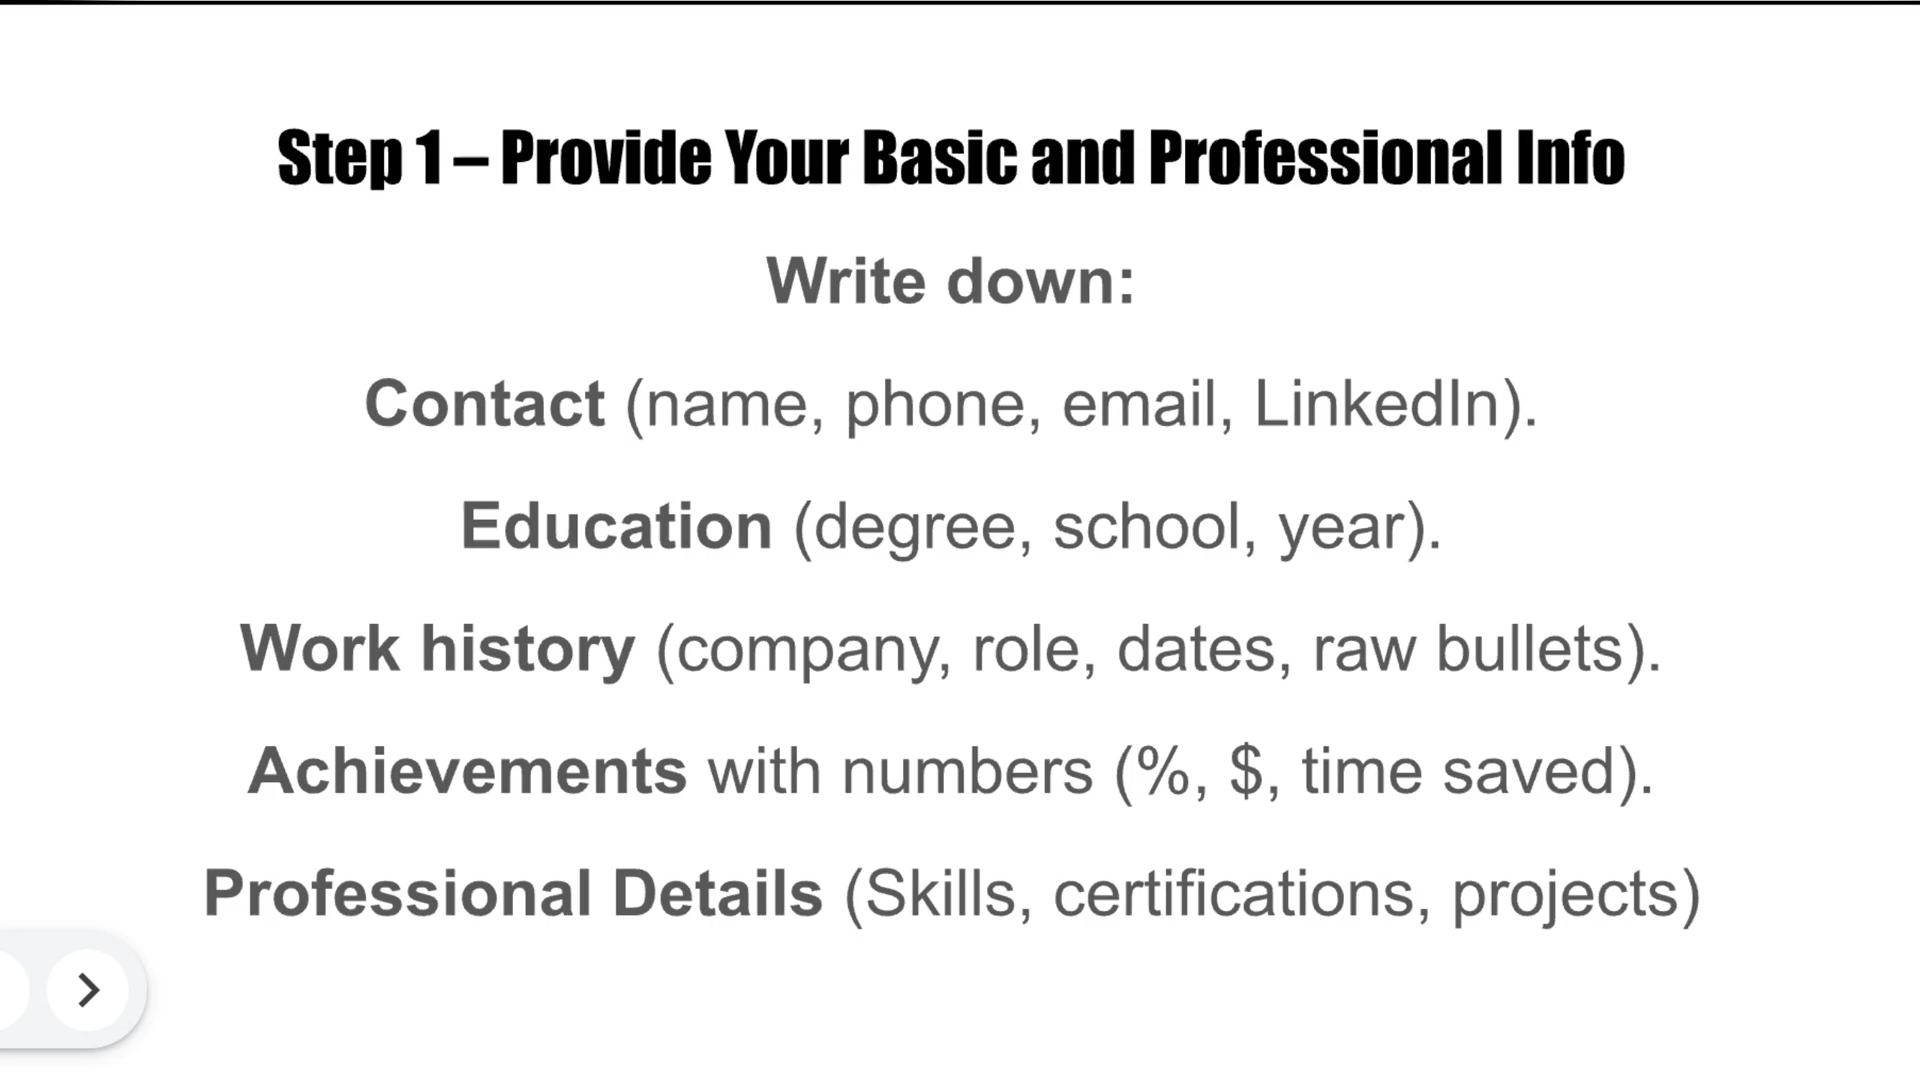 Step 1 – Provide Your Basic and Professional Info
Write down:
Contact (name, phone, email, LinkedIn).
Education (degree, school, year).
Work history (company, role, dates, raw bullets).
Achievements with numbers (%, $, time saved).
Professional Details (Skills, certifications, projects)